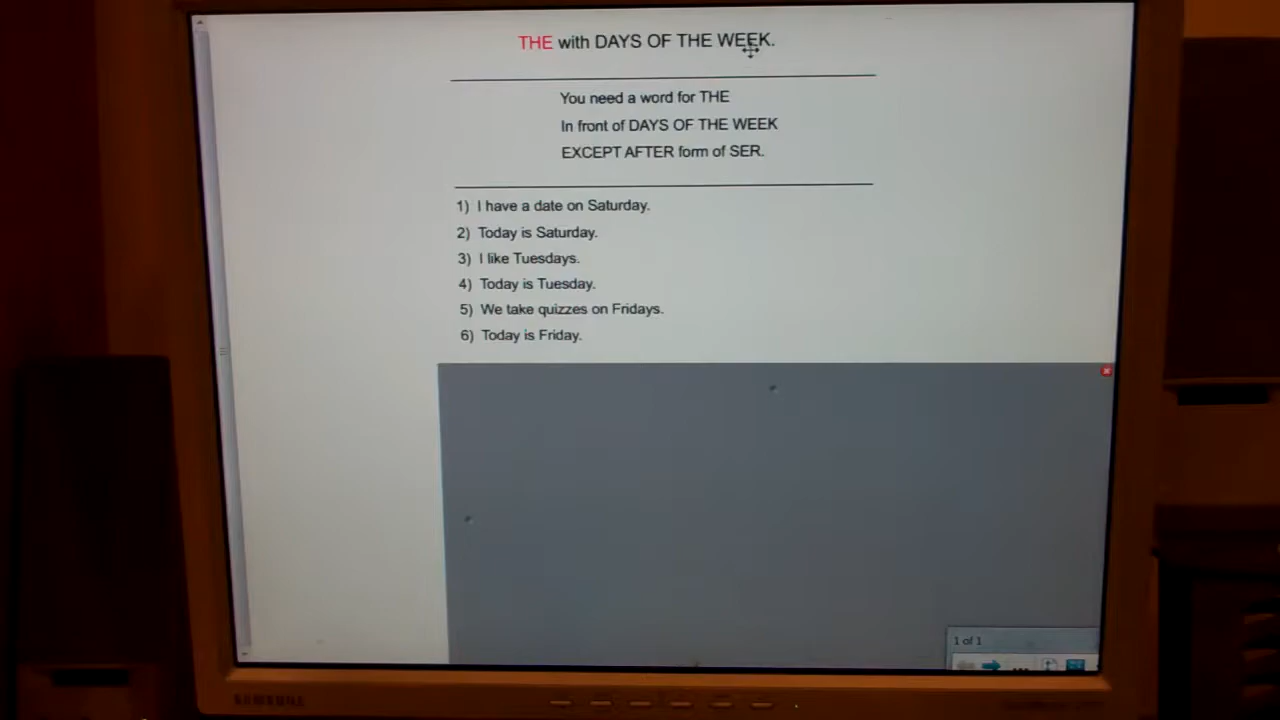 THE with DAYS OF THE WEEK.
You need a word for THE
In front of DAYS OF THE WEEK
EXCEPT AFTER form of SER.
1) I have a date on Saturday.
2) Today is Saturday.
3) I like Tuesdays.
4) Today is Tuesday.
5) We take quizzes on Fridays.
6) Today is Friday.
1 of 1
SAMSUNG